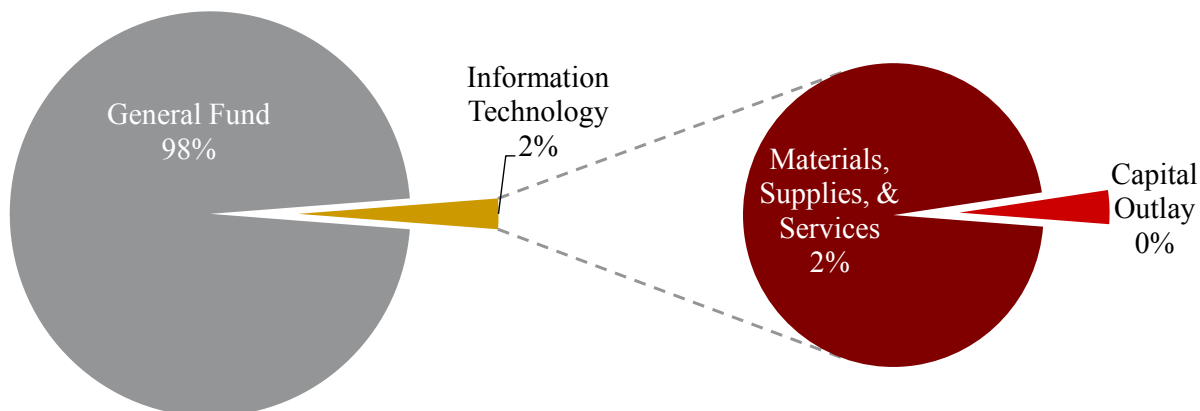 General Fund
98%
Information
Technology
2%
Materials,
Supplies, &
Services
2%
Capital
Outlay
0%